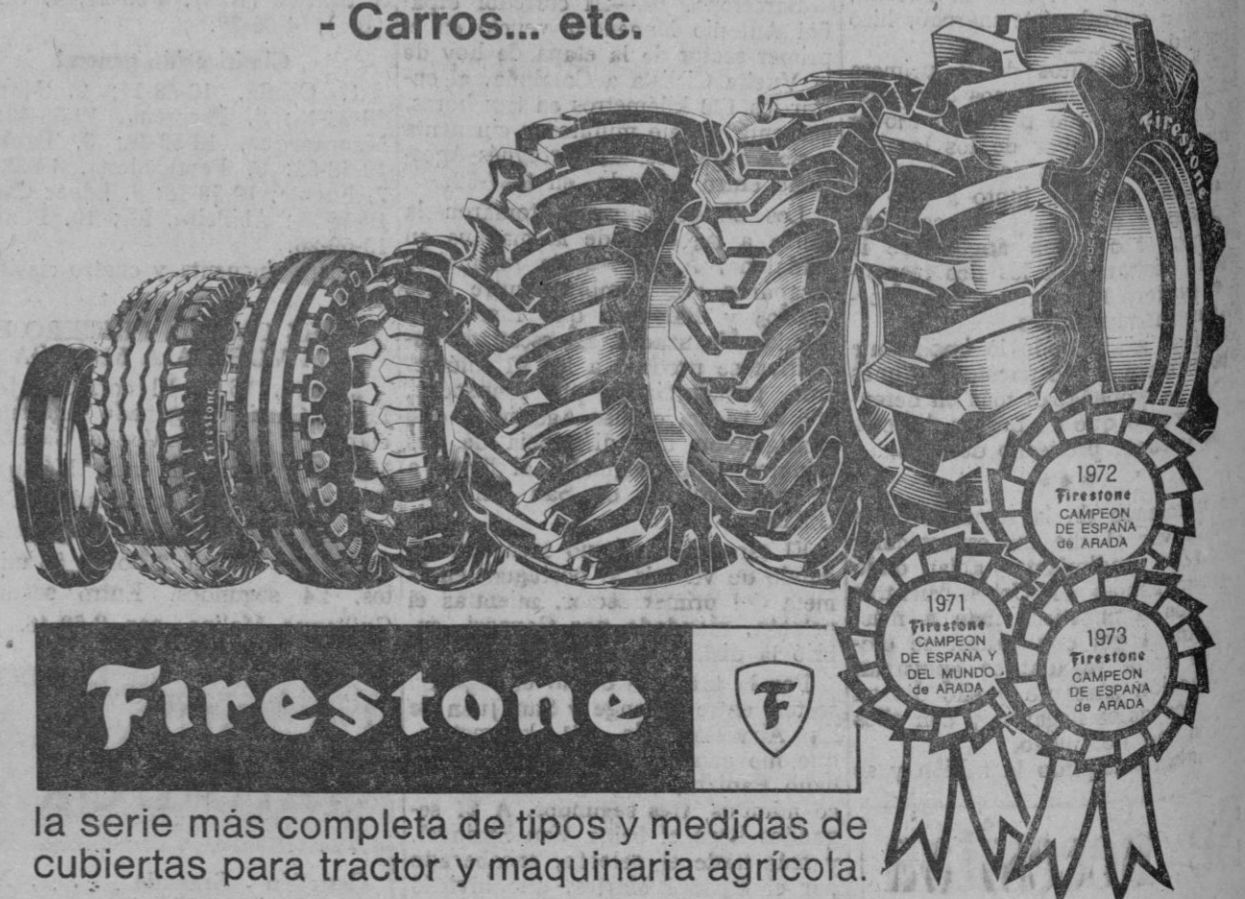 - Carros... etc.
Firestone
Firestone
1972
Firestone
CAMPEON
DE ESPAÑA
de ARADA
1971
Firestone
CAMPEON
DE ESPAÑA Y
DEL MUNDO
de ARADA
1973
Firestone
CAMPEON
DE ESPAÑA
de ARADA
Firestone
F
la serie más completa de tipos y medidas de
cubiertas para tractor y maquinaria agrícola.